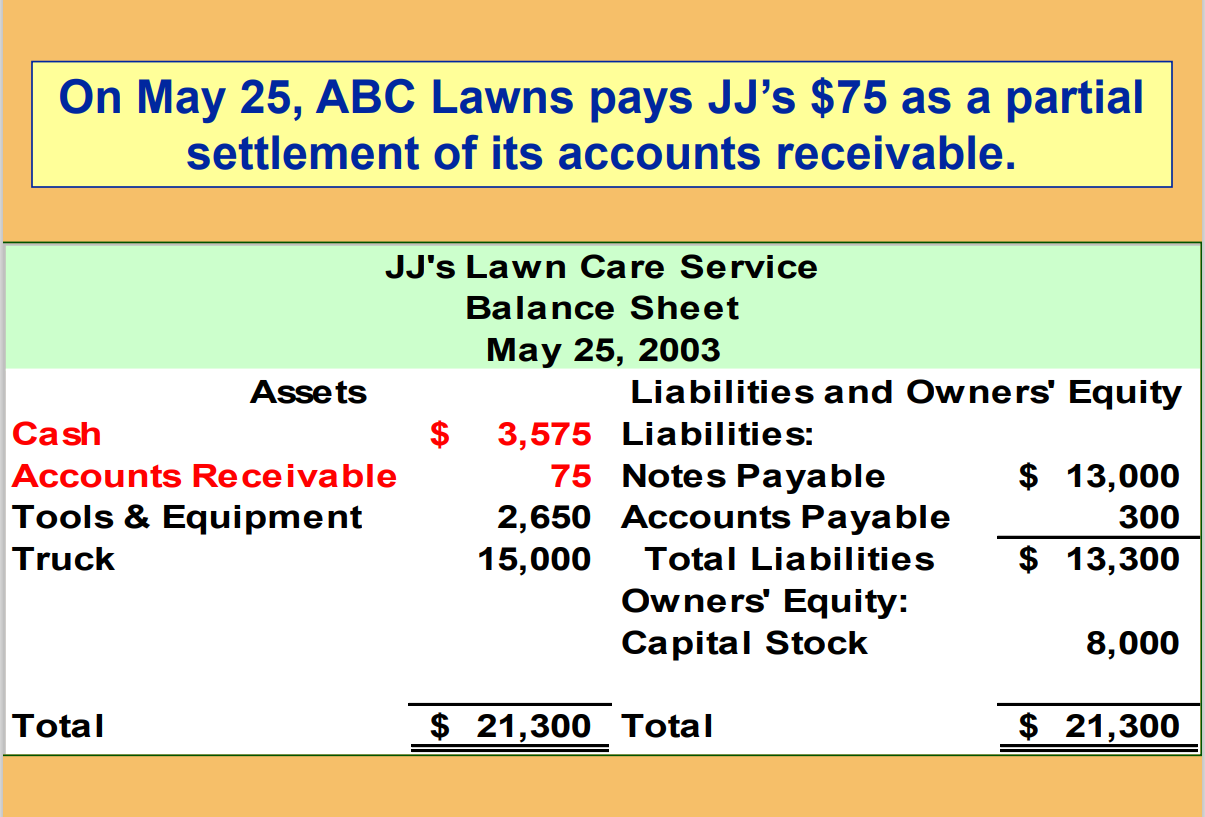 On May 25, ABC Lawns pays JJ’s $75 as a partial
settlement of its accounts receivable.
JJ's Lawn Care Service
Balance Sheet
May 25, 2003
Assets Liabilities and Owners' Equity
Cash $ 3,575 Liabilities:
Accounts Receivable 75 Notes Payable $ 13,000
Tools & Equipment 2,650 Accounts Payable 300
Truck 15,000 Total Liabilities $ 13,300
Owners' Equity:
Capital Stock 8,000
Total $ 21,300 Total $ 21,300